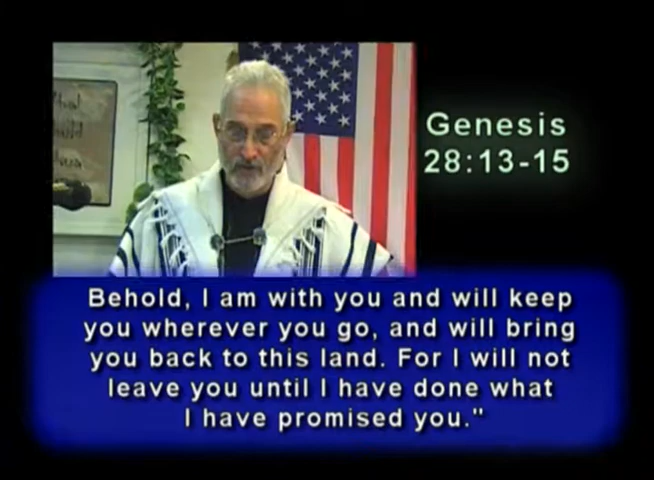 Genesis
28:13-15
Behold, I am with you and will keep
you wherever you go, and will bring
you back to this land. For I will not
leave you until I have done what
I have promised you."